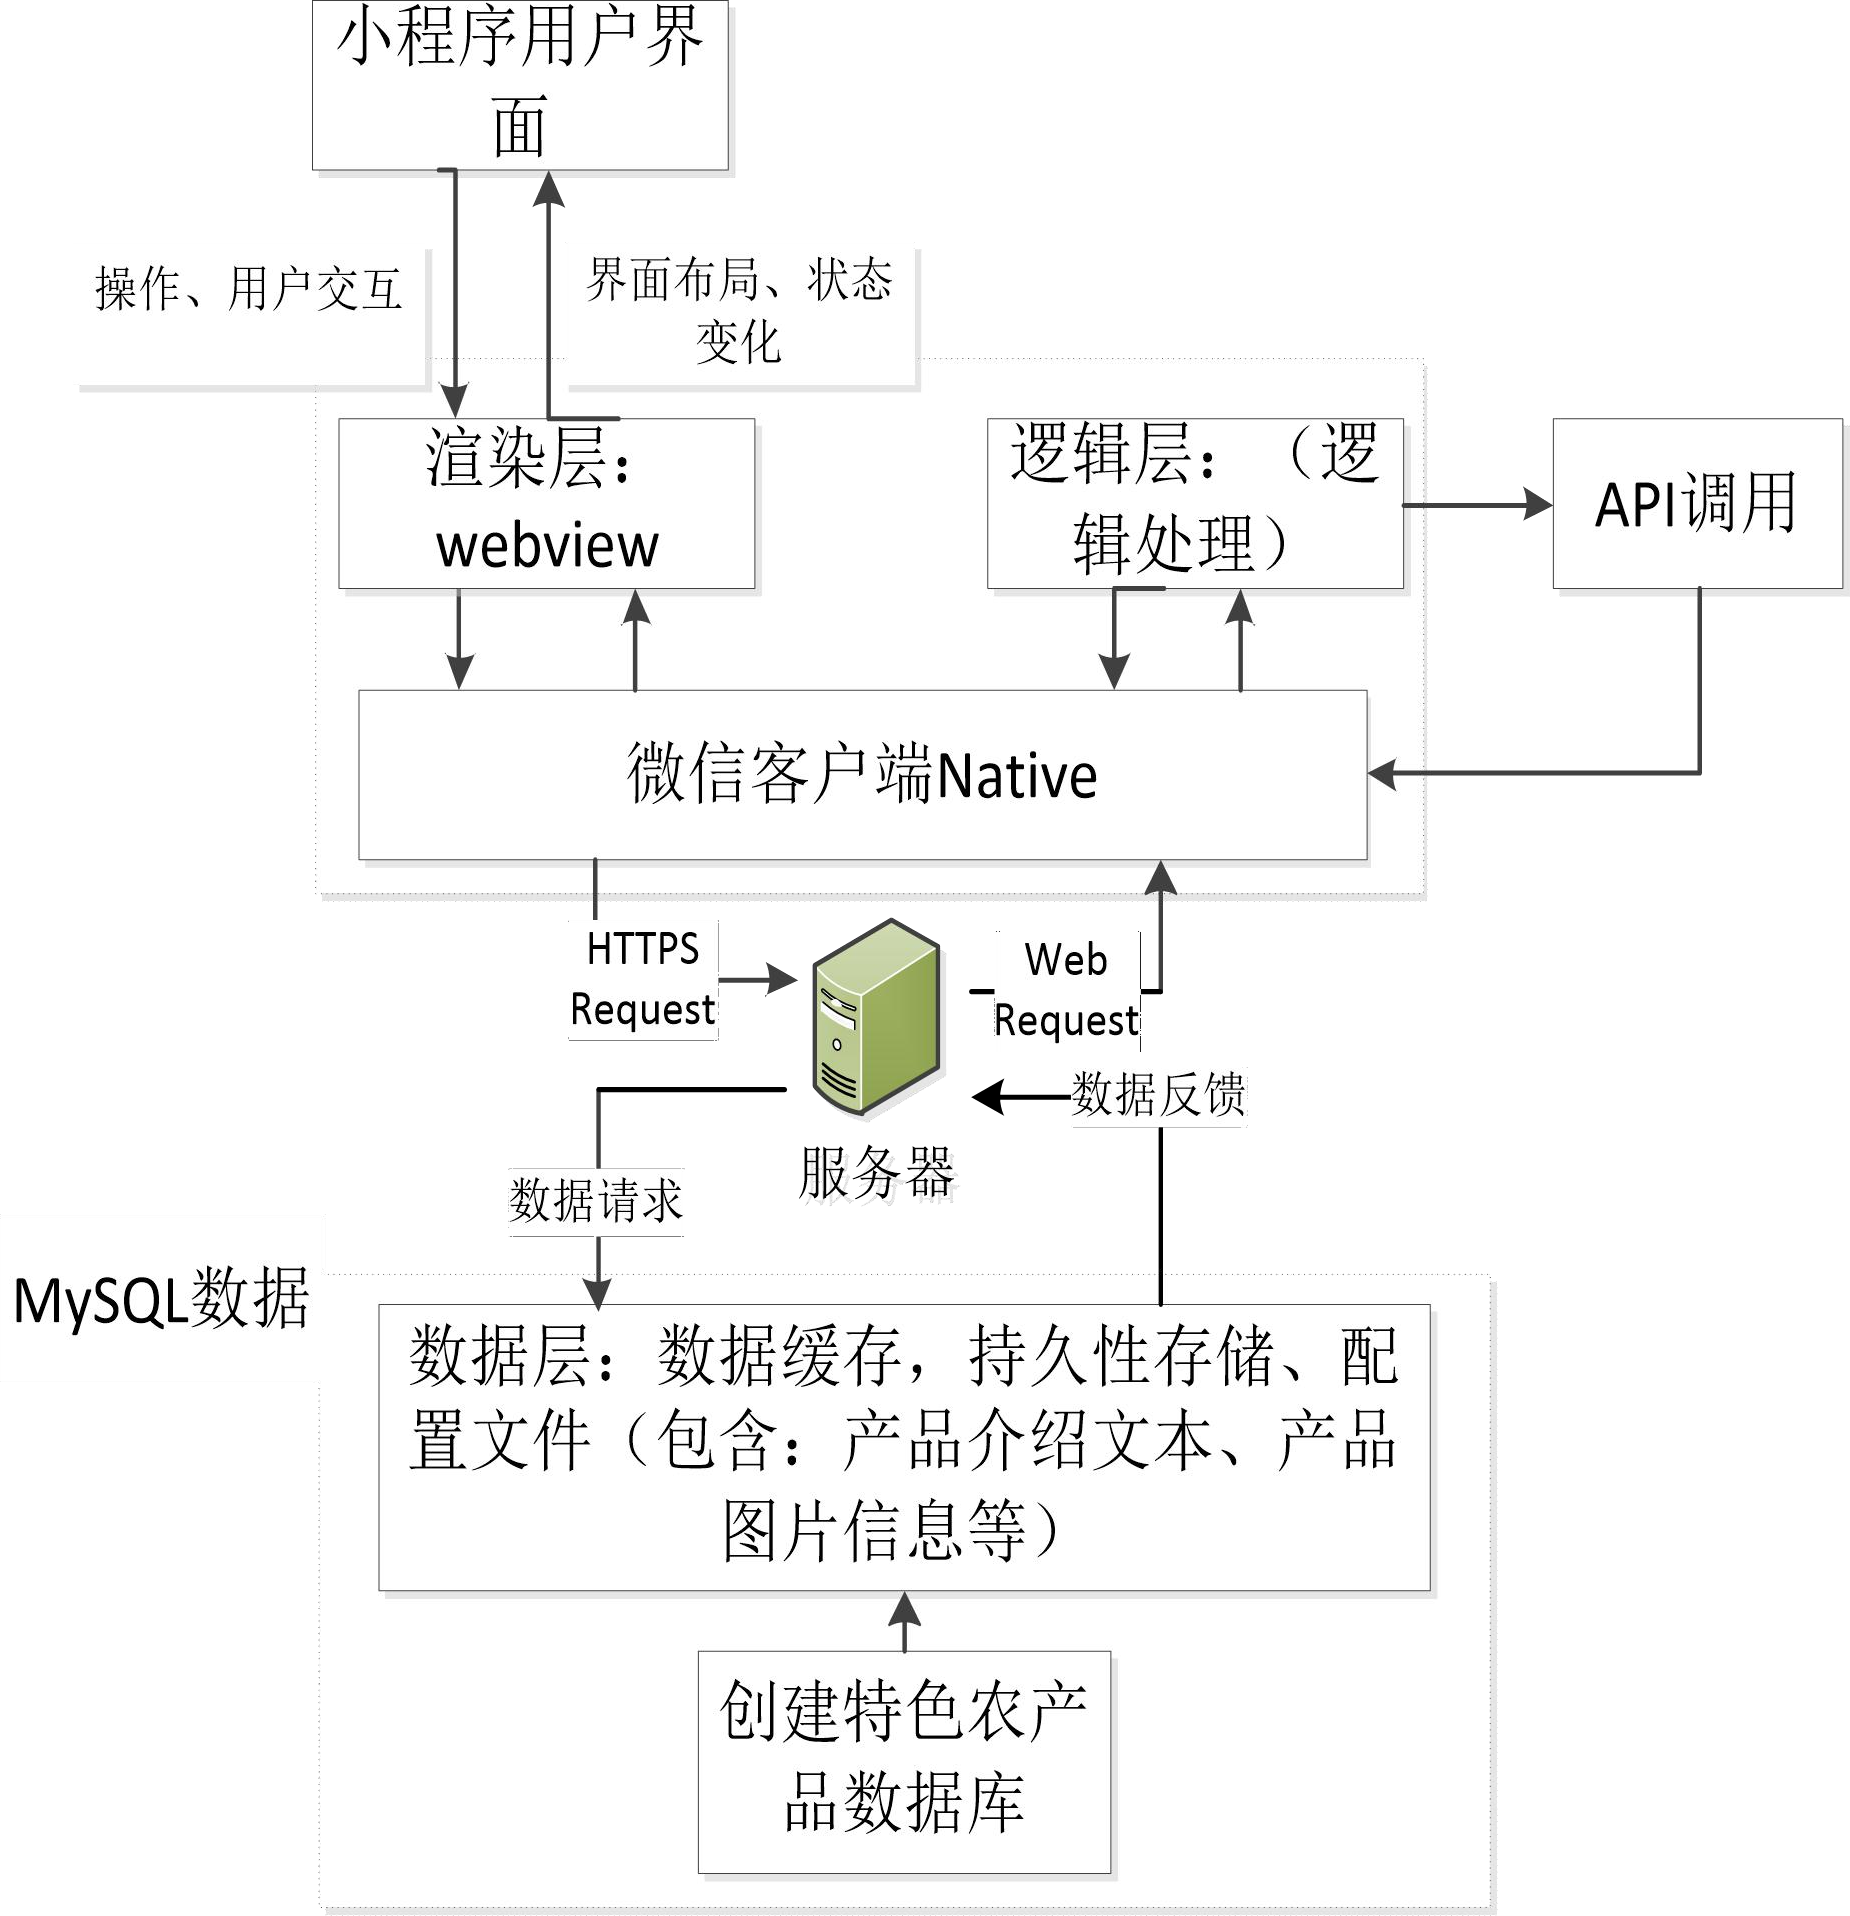 小程序用户界
面
操作、用户交互
界面布局、状态
变化
渲染层：
webview
逻辑层：（逻
辑处理）
API调用
微信客户端Native
HTTPS
Request
Web
Request
数据反馈
服务器
数据请求
MySQL数据
数据层：数据缓存，持久性存储、配
置文件（包含：产品介绍文本、产品
图片信息等）
创建特色农产
品数据库